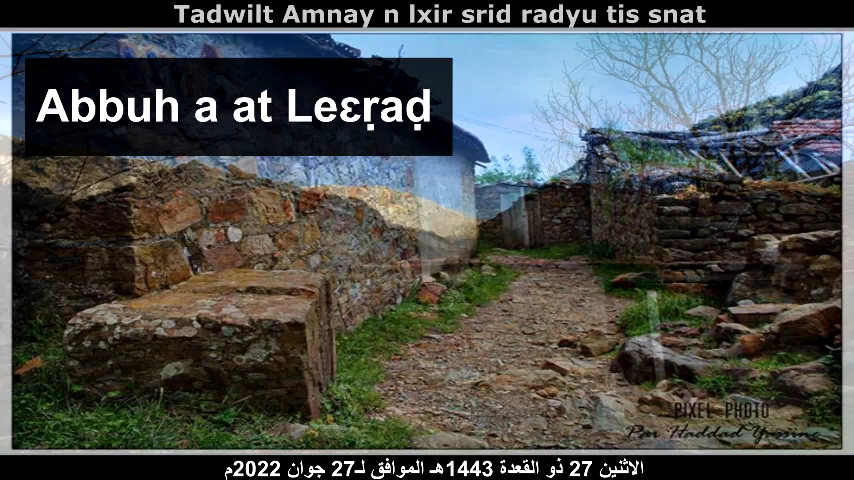 Tadwilt Amnay n lxir srid radyu tis snat
Abbuh a at Leɛṛaḍ
PIXEL PHOTO
Par Haddad Yassine
الاثنين 27 ذو القعدة 1443هـ الموافق لـ27 جوان 2022م